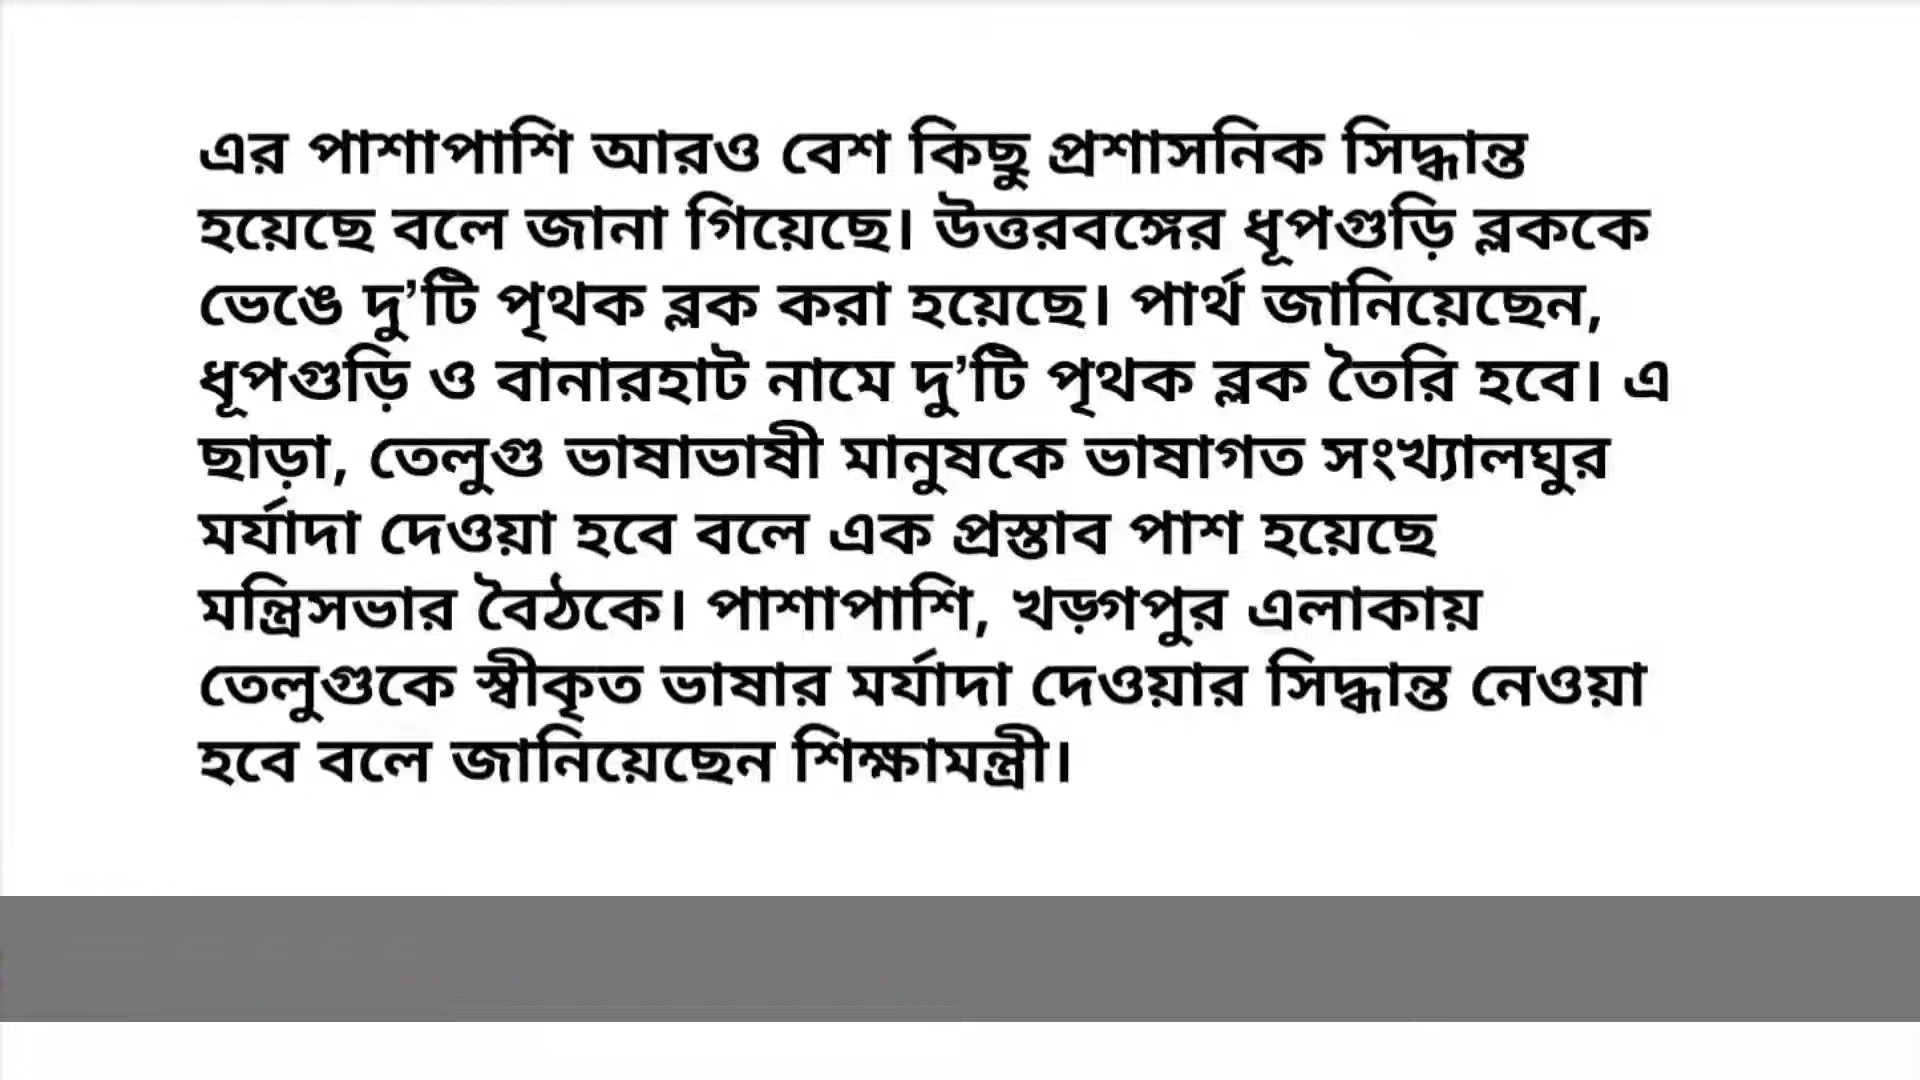 এর পাশাপাশি আরও বেশ কিছু প্রশাসনিক সিদ্ধান্ত
হয়েছে বলে জানা গিয়েছে। উত্তরবঙ্গের ধূপগুড়ি ব্লককে
ভেঙে দু’টি পৃথক ব্লক করা হয়েছে। পার্থ জানিয়েছেন,
ধূপগুড়ি ও বানারহাট নামে দু’টি পৃথক ব্লক তৈরি হবে। এ
ছাড়া, তেলুগু ভাষাভাষী মানুষকে ভাষাগত সংখ্যালঘুর
মর্যাদা দেওয়া হবে বলে এক প্রস্তাব পাশ হয়েছে
মন্ত্রিসভার বৈঠকে। পাশাপাশি, খড়্গপুর এলাকায়
তেলুগুকে স্বীকৃত ভাষার মর্যাদা দেওয়ার সিদ্ধান্ত নেওয়া
হবে বলে জানিয়েছেন শিক্ষামন্ত্রী।